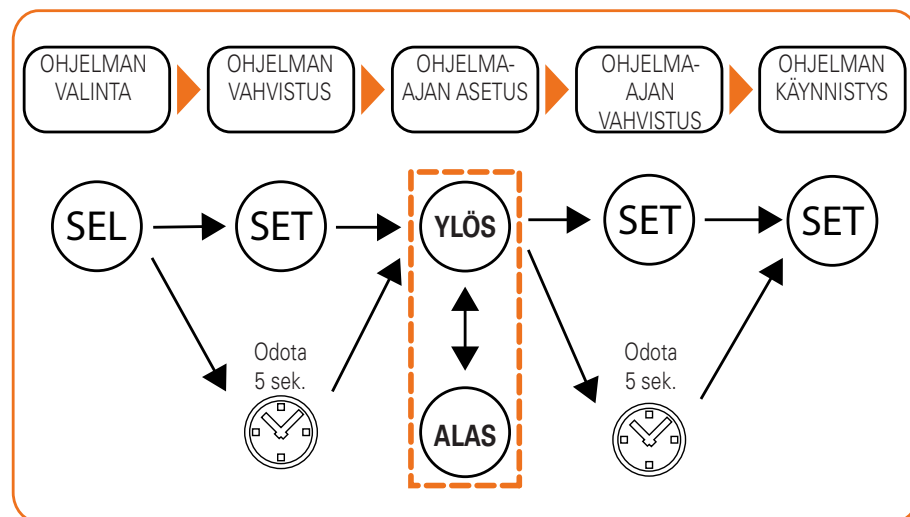 OHJELMAN
VALINTA
OHJELMAN
VAHVISTUS
OHJELMA-
AJAN ASETUS
OHJELMA-
AJAN
VAHVISTUS
OHJELMAN
KÄYNNISTYS
SEL
SET
YLÖS
SET
SET
Odota
5 sek.
ALAS
Odota
5 sek.